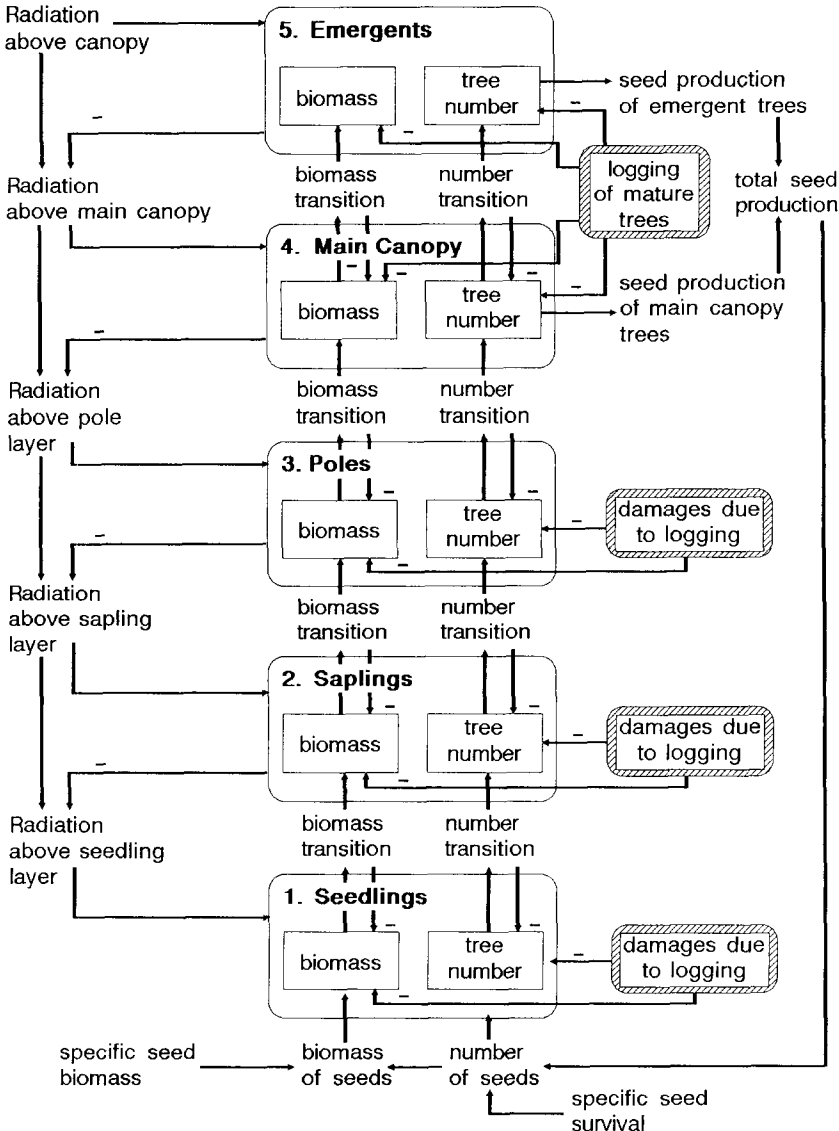 Radiation
above canopy
5. Emergents
biomass
tree
number
seed production
of emergent trees
–
–
–
biomass
transition
number
transition
logging
of mature
trees
total seed
production
Radiation
above main canopy
4. Main Canopy
–
–
–
–
biomass
tree
number
seed production
of main canopy
trees
–
Radiation
above pole
layer
biomass
transition
number
transition
3. Poles
–
–
biomass
tree
number
–
damages due
to logging
–
–
Radiation
above sapling
layer
biomass
transition
number
transition
2. Saplings
–
–
biomass
tree
number
–
damages due
to logging
–
–
Radiation
above seedling
layer
biomass
transition
number
transition
1. Seedlings
–
–
biomass
tree
number
–
damages due
to logging
–
specific seed
biomass
biomass
of seeds
number
of seeds
specific seed
survival